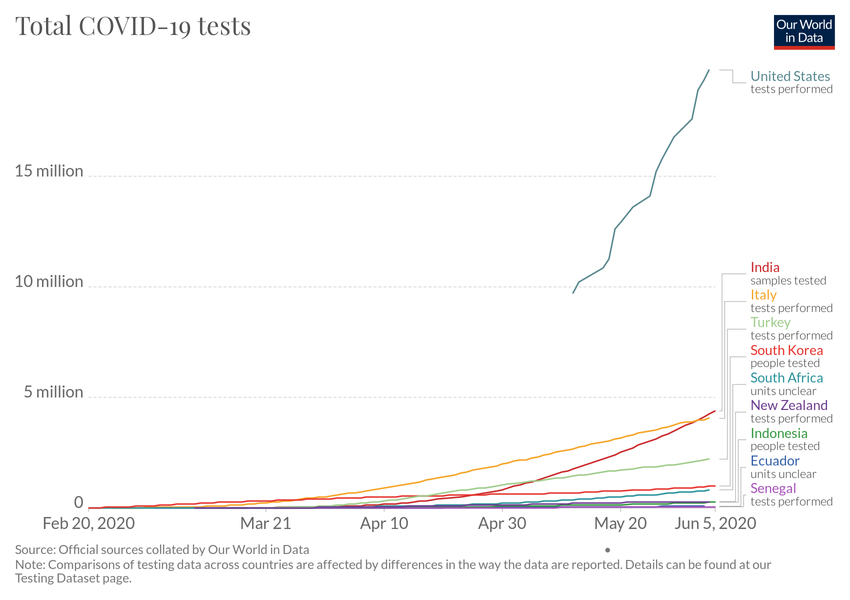 Total COVID-19 tests
Our World
in Data
United States
tests performed
15 million
10 million
5 million
0
India
samples tested
Italy
tests performed
Turkey
tests performed
South Korea
people tested
South Africa
units unclear
New Zealand
tests performed
Indonesia
people tested
Ecuador
units unclear
Senegal
tests performed
Feb 20, 2020
Mar 21
Apr 10
Apr 30
May 20
Jun 5, 2020
Source: Official sources collated by Our World in Data
Note: Comparisons of testing data across countries are affected by differences in the way the data are reported. Details can be found at our
Testing Dataset page.